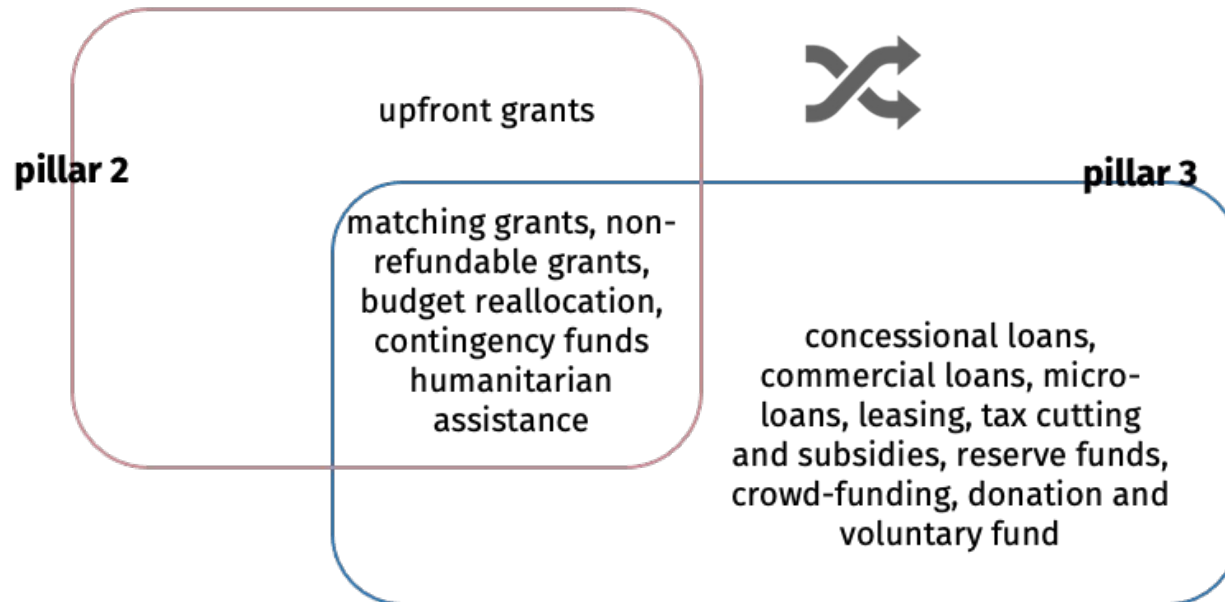 upfront grants
pillar 2
pillar 3
matching grants, non-
refundable grants,
budget reallocation,
contingency funds
humanitarian
assistance
concessional loans,
commercial loans, micro-
loans, leasing, tax cutting
and subsidies, reserve funds,
crowd-funding, donation and
voluntary fund